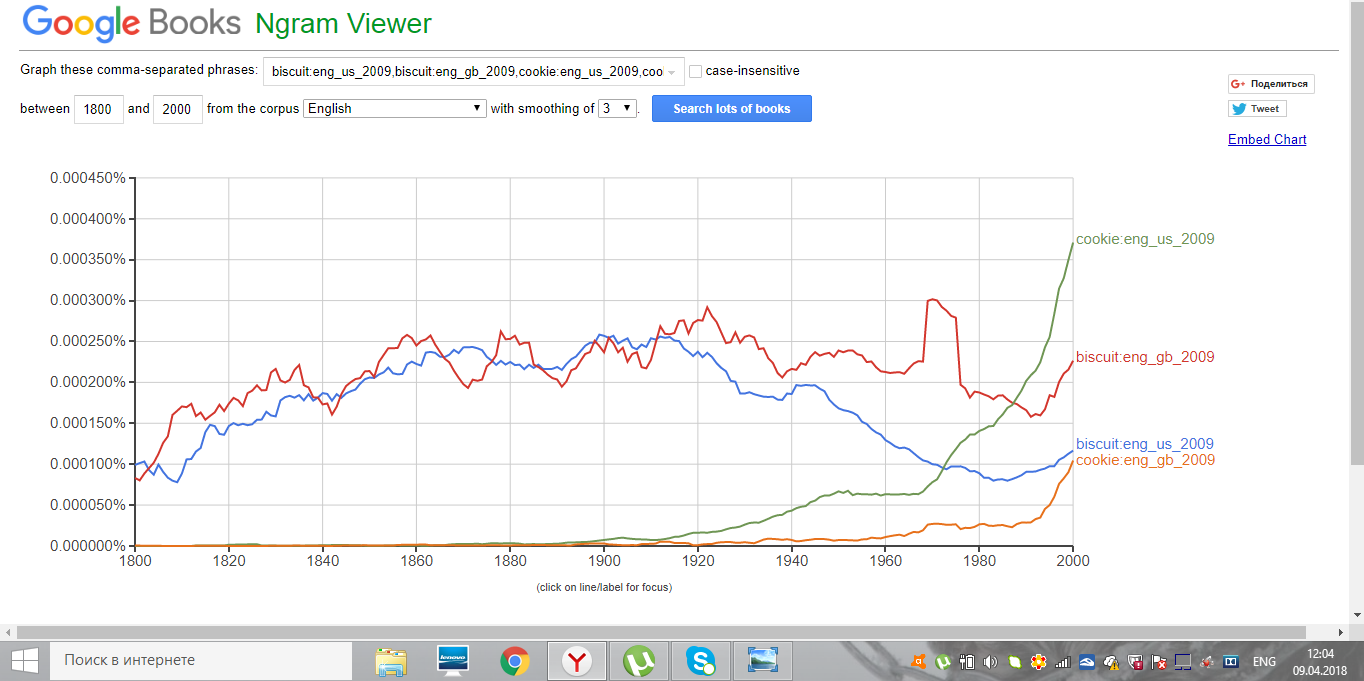 Google Books Ngram Viewer
Graph these comma-separated phrases: biscuit:eng_us_2009,biscuit:eng_gb_2009,cookie:eng_us_2009,coo case-insensitive
between 1800 and 2000 from the corpus English with smoothing of 3 .
Search lots of books
G+ Поделиться
Tweet
Embed Chart
0.000450%
0.000400%
0.000350%
0.000300%
0.000250%
0.000200%
0.000150%
0.000100%
0.000050%
0.000000%
cookie:eng_us_2009
biscuit:eng_gb_2009
biscuit:eng_us_2009
cookie:eng_gb_2009
1800 1820 1840 1860 1880 1900 1920 1940 1960 1980 2000
(click on line/label for focus)
Поиск в интернете
lenovo
ENG
12:04
09.04.2018